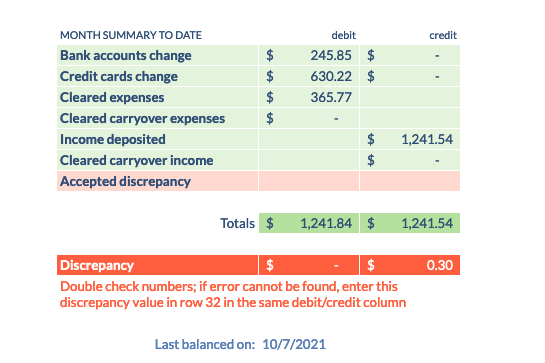 MONTH SUMMARY TO DATE debit credit
Bank accounts change $ 245.85 $ -
Credit cards change $ 630.22 $ -
Cleared expenses $ 365.77
Cleared carryover expenses $ -
Income deposited $ 1,241.54
Cleared carryover income $ -
Accepted discrepancy
Totals $ 1,241.84 $ 1,241.54
Discrepancy $ - $ 0.30
Double check numbers; if error cannot be found, enter this
discrepancy value in row 32 in the same debit/credit column
Last balanced on: 10/7/2021